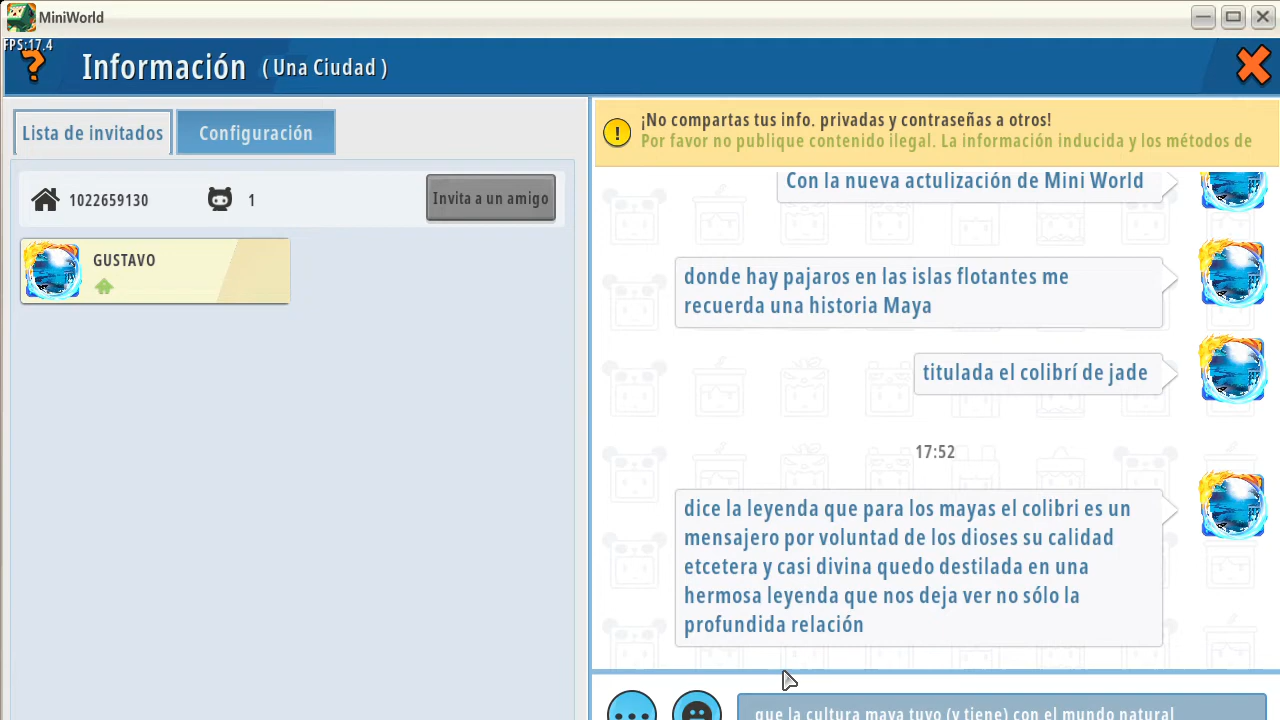 MiniWorld
FPS:17.4
Información ( Una Ciudad )
Lista de invitados
Configuración
1022659130
1
Invita a un amigo
GUSTAVO
¡No compartas tus info. privadas y contraseñas a otros!
Por favor no publique contenido ilegal. La información inducida y los métodos de
Con la nueva actulización de Mini World
donde hay pajaros en las islas flotantes me
recuerda una historia Maya
titulada el colibrí de jade
17:52
dice la leyenda que para los mayas el colibri es un
mensajero por voluntad de los dioses su calidad
etcetera y casi divina quedo destilada en una
hermosa leyenda que nos deja ver no sólo la
profundida relación
que la cultura maya tuvo (y tiene) con el mundo natural